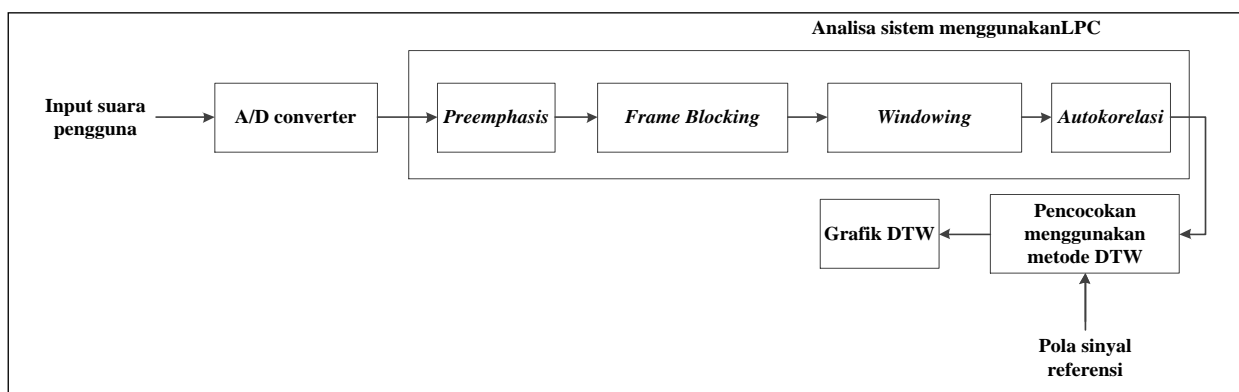 Analisa sistem menggunakanLPC
Input suara
pengguna
A/D converter
Preemphasis
Frame Blocking
Windowing
Autokorelasi
Grafik DTW
Pencocokan
menggunakan
metode DTW
Pola sinyal
referensi